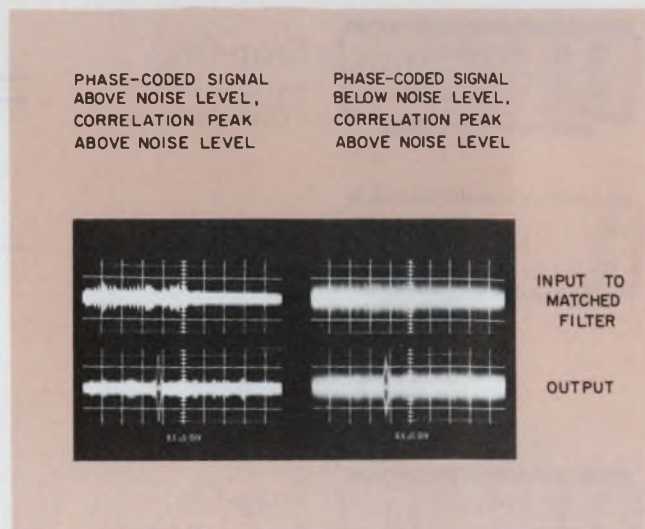 PHASE-CODED SIGNAL
ABOVE NOISE LEVEL,
CORRELATION PEAK
ABOVE NOISE LEVEL
PHASE-CODED SIGNAL
BELOW NOISE LEVEL,
CORRELATION PEAK
ABOVE NOISE LEVEL
INPUT TO
MATCHED
FILTER
OUTPUT